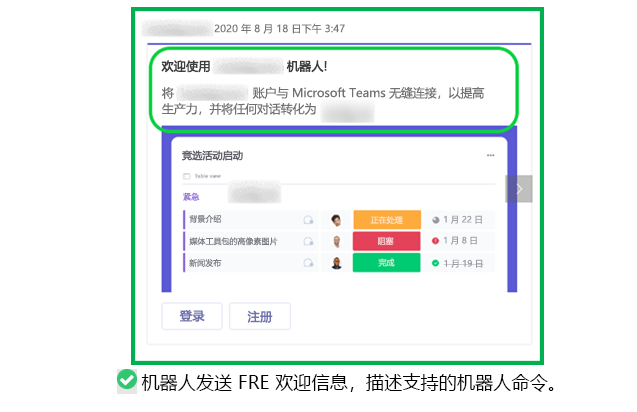 2020 年 8 月 18 日下午 3:47
欢迎使用 机器人!
将 账户与 Microsoft Teams 无缝连接，以提高
生产力，并将任何对话转化为
竞选活动启动 ...
Table view
紧急
背景介绍 正在处理 1 月 22 日
媒体工具包的高像素图片 阻塞 1 月 8 日
新闻发布 完成 1 月 19 日
登录 注册
机器人发送 FRE 欢迎信息，描述支持的机器人命令。